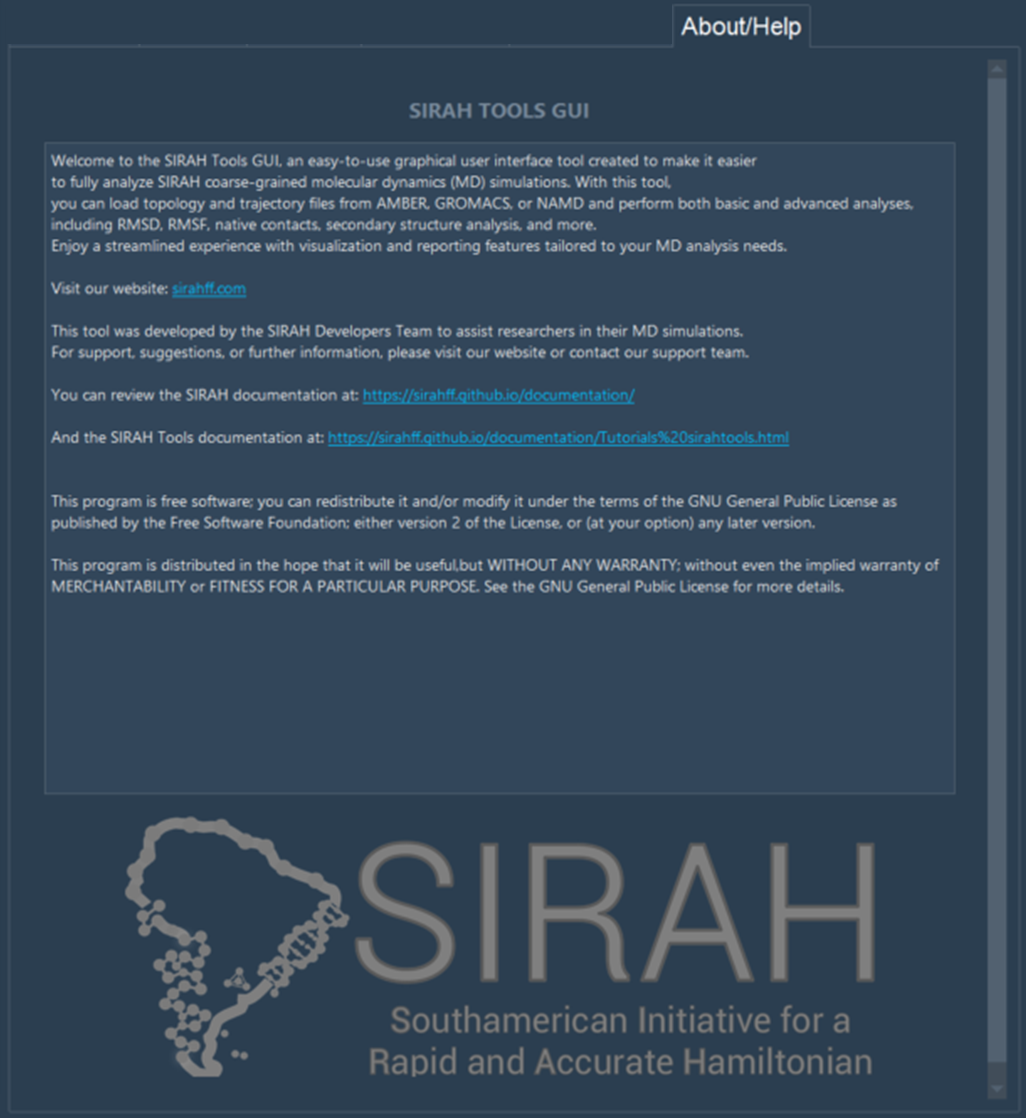 About/Help
SIRAH TOOLS GUI
Welcome to the SIRAH Tools GUI, an easy-to-use graphical user interface tool created to make it easier
to fully analyze SIRAH coarse-grained molecular dynamics (MD) simulations. With this tool,
you can load topology and trajectory files from AMBER, GROMACS, or NAMD and perform both basic and advanced analyses,
including RMSD, RMSF, native contacts, secondary structure analysis, and more.
Enjoy a streamlined experience with visualization and reporting features tailored to your MD analysis needs.
Visit our website: sirahff.com
This tool was developed by the SIRAH Developers Team to assist researchers in their MD simulations.
For support, suggestions, or further information, please visit our website or contact our support team.
You can review the SIRAH documentation at: https://sirahff.github.io/documentation/
And the SIRAH Tools documentation at: https://sirahff.github.io/documentation/Tutorials%20sirahtools.html
This program is free software; you can redistribute it and/or modify it under the terms of the GNU General Public License as
published by the Free Software Foundation; either version 2 of the License, or (at your option) any later version.
This program is distributed in the hope that it will be useful,but WITHOUT ANY WARRANTY; without even the implied warranty of
MERCHANTABILITY or FITNESS FOR A PARTICULAR PURPOSE. See the GNU General Public License for more details.
SIRAH
Southamerican Initiative for a
Rapid and Accurate Hamiltonian